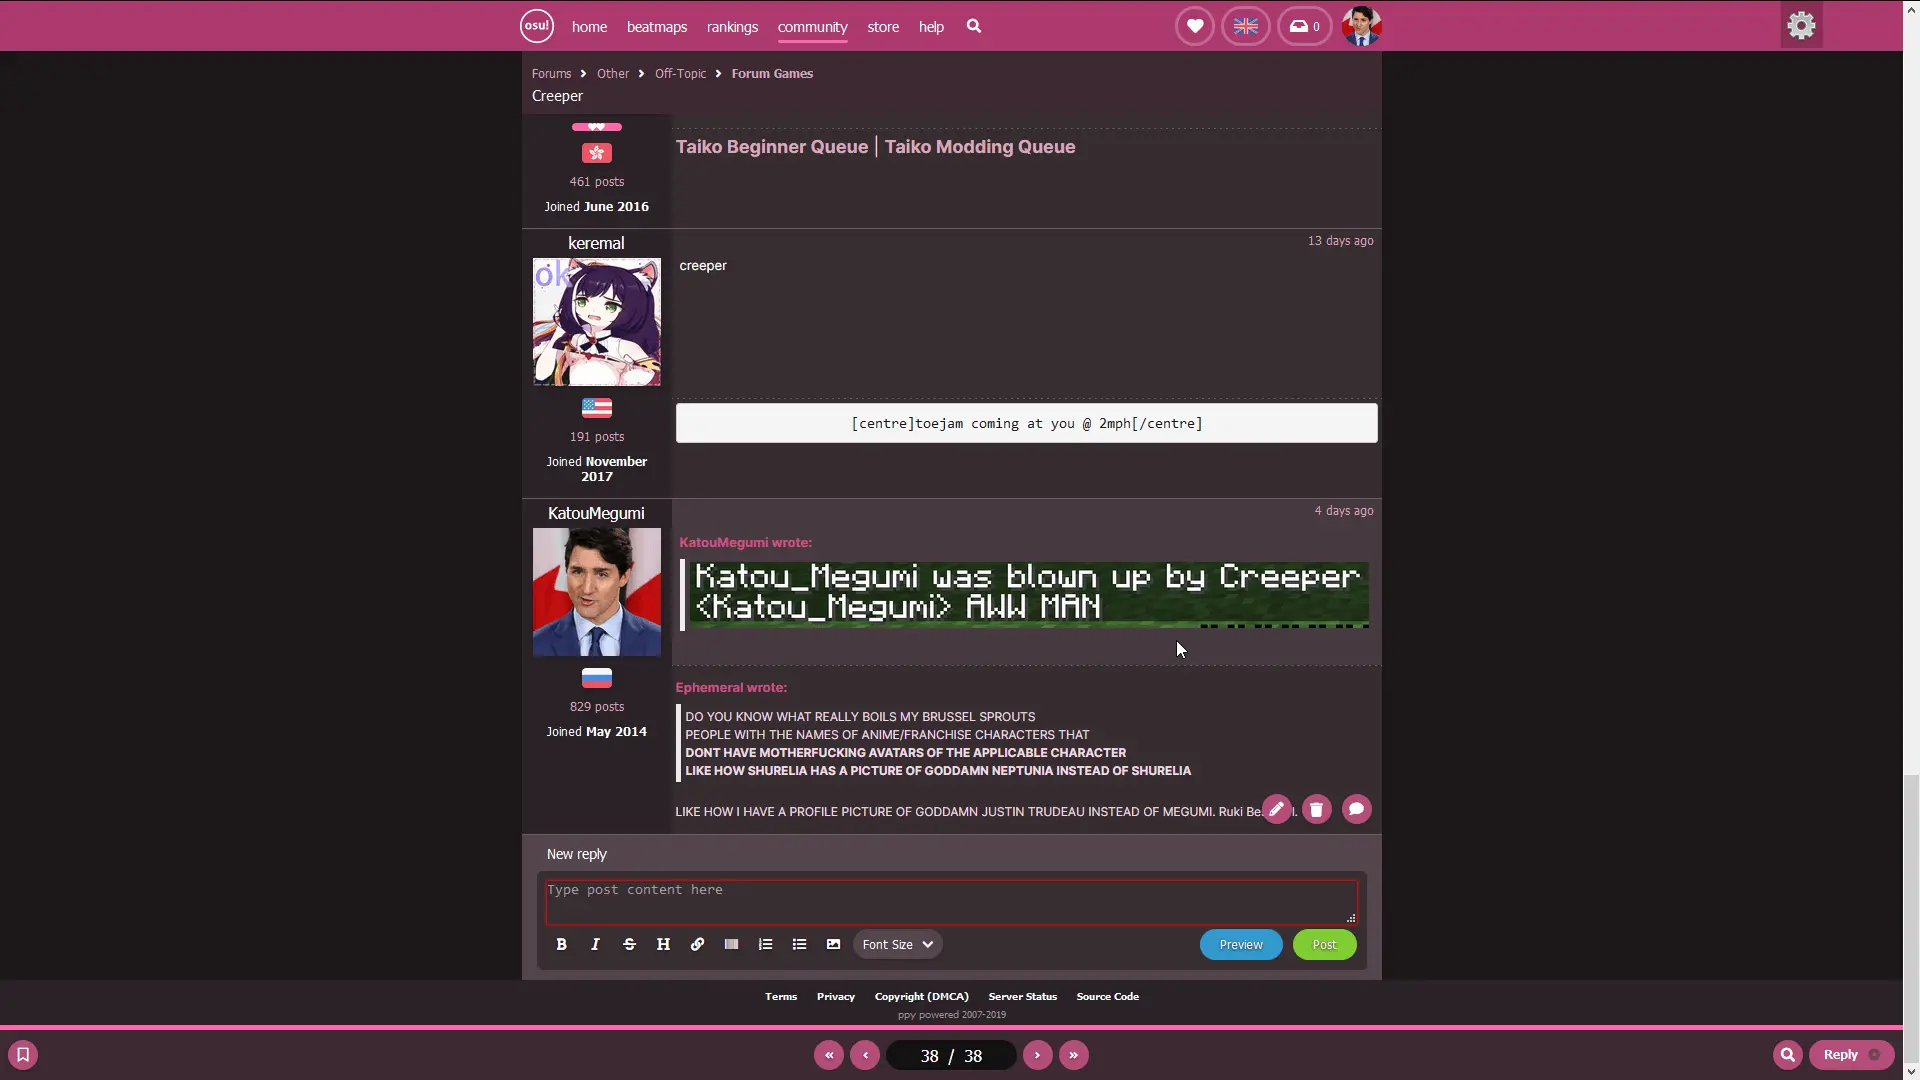 osu!
home
beatmaps
rankings
community
store
help
0
Forums
Other
Off-Topic
Forum Games
Creeper
Taiko Beginner Queue | Taiko Modding Queue
461 posts
Joined June 2016
keremal
13 days ago
ok
creeper
191 posts
Joined November
2017
[centre]toejam coming at you @ 2mph[/centre]
KatouMegumi
4 days ago
829 posts
Joined May 2014
KatouMegumi wrote:
Katou_Megumi was blown up by Creeper
<Katou_Megumi> AWW MAN
Ephemeral wrote:
DO YOU KNOW WHAT REALLY BOILS MY BRUSSEL SPROUTS
PEOPLE WITH THE NAMES OF ANIME/FRANCHISE CHARACTERS THAT
DONT HAVE MOTHERFUCKING AVATARS OF THE APPLICABLE CHARACTER
LIKE HOW SHURELIA HAS A PICTURE OF GODDAMN NEPTUNIA INSTEAD OF SHURELIA
LIKE HOW I HAVE A PROFILE PICTURE OF GODDAMN JUSTIN TRUDEAU INSTEAD OF MEGUMI. Ruki
New reply
Type post content here
B I S H
Font Size
Preview
Post
Terms
Privacy
Copyright (DMCA)
Server Status
Source Code
ppy powered 2007-2019
« ‹ 38 / 38 › »
Reply